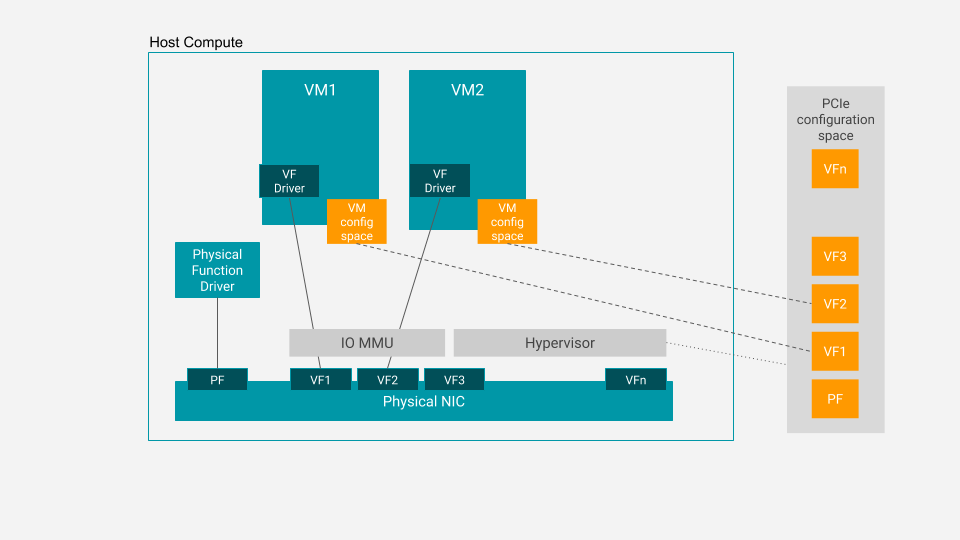 Host Compute
VM1
VM2
VF
Driver
VF
Driver
VM
config
space
VM
config
space
Physical
Function
Driver
IO MMU
Hypervisor
PF
VF1
VF2
VF3
VFn
Physical NIC
PCIe
configuration
space
VFn
VF3
VF2
VF1
PF